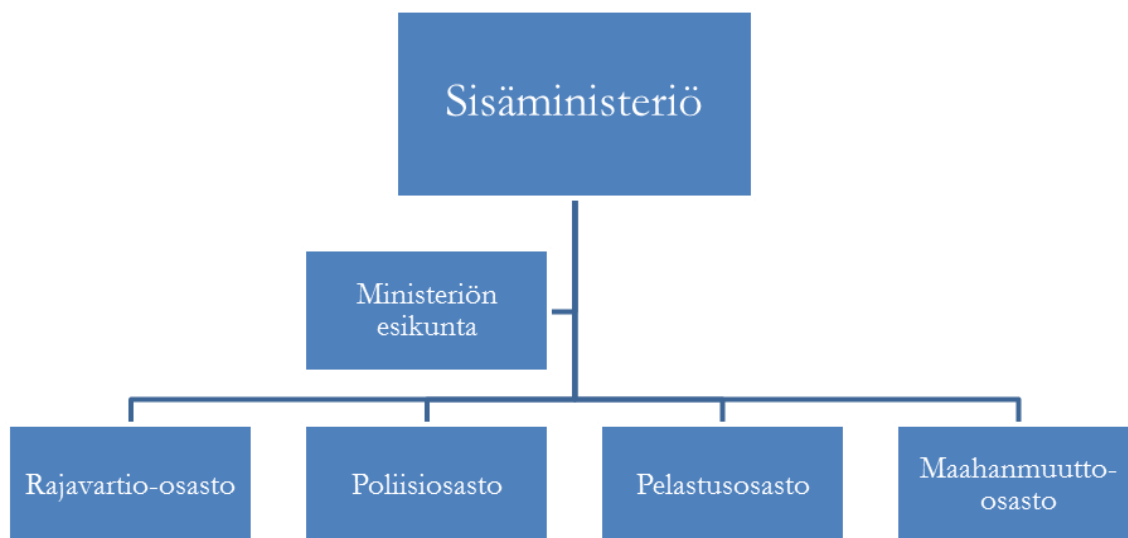 Sisäministeriö
Ministeriön
esikunta
Rajavartio-osasto
Poliisiosasto
Pelastusosasto
Maahanmuutto-
osasto